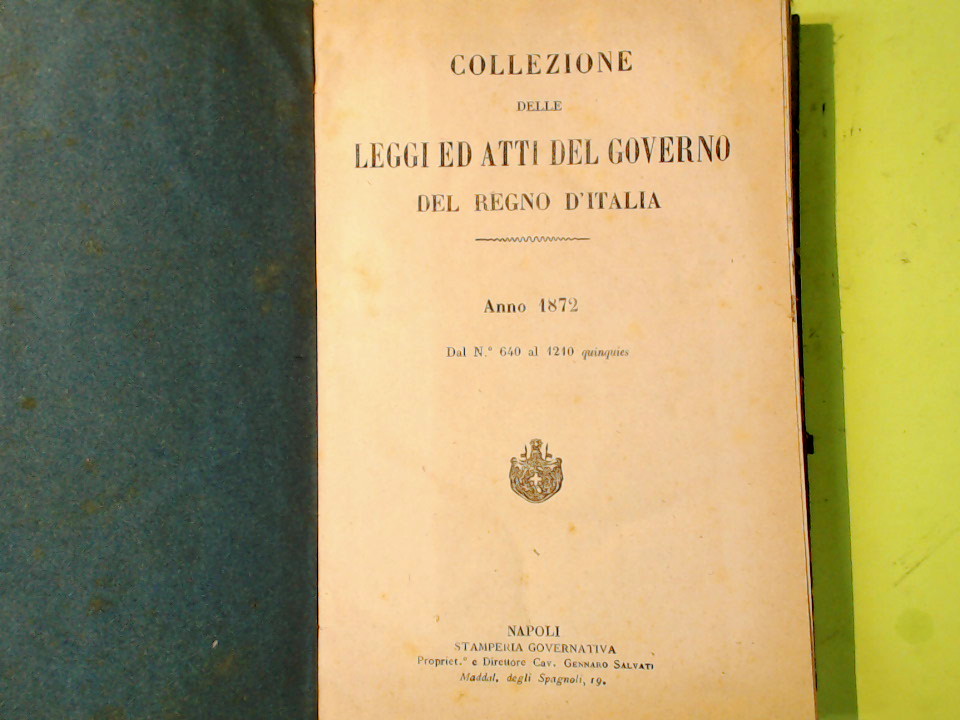 COLLEZIONE
DELLE
LEGGI ED ATTI DEL GOVERNO
DEL REGNO D'ITALIA
Anno 1872
Dal N.° 640 al 1210 quinquies
NAPOLI
STAMPERIA GOVERNATIVA
Propriet.° e Direttore Cav. GENNARO SALVATI
Maddal. degli Spagnoli, 19.